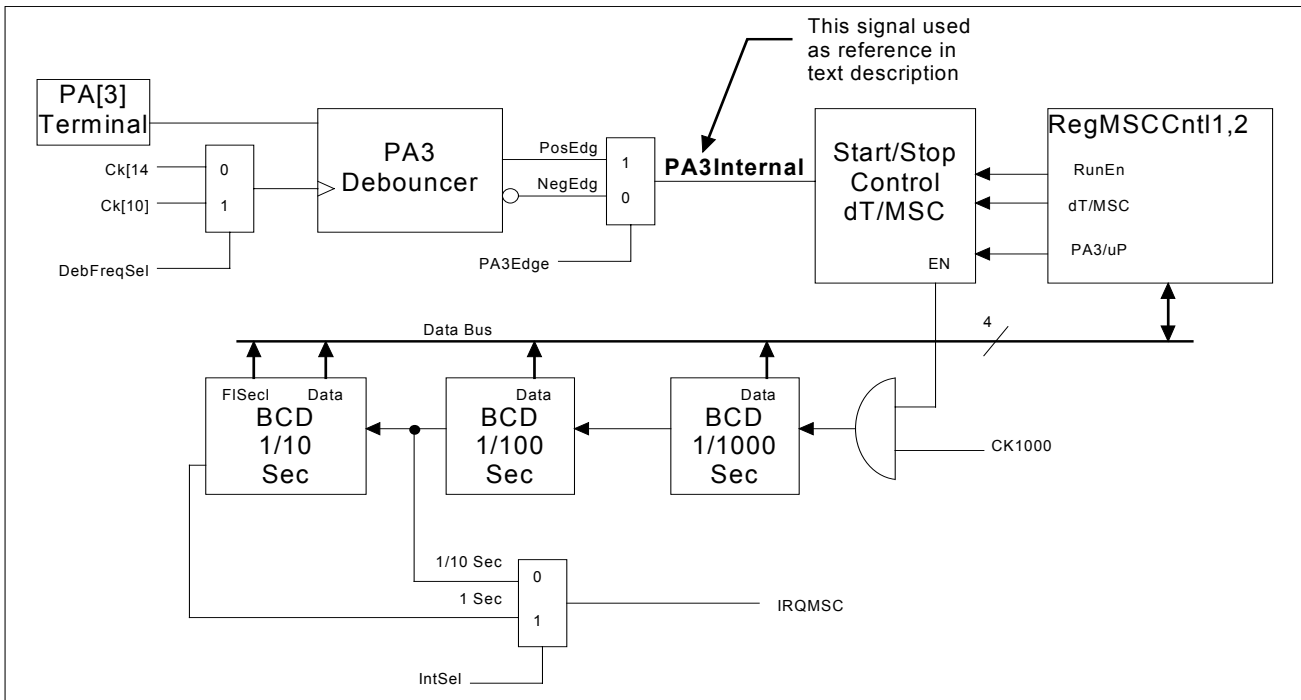 This signal used
as reference in
text description
PA[3]
Terminal
Ck[14
Ck[10]
0
1
DebFreqSel
PA3
Debouncer
PosEdg
NegEdg
1
0
PA3Edge
PA3Internal
Start/Stop
Control
dT/MSC
EN
RegMSCCntl1,2
RunEn
dT/MSC
PA3/uP
Data Bus
4
FlSecl Data
BCD
1/10
Sec
Data
BCD
1/100
Sec
Data
BCD
1/1000
Sec
CK1000
1/10 Sec
1 Sec
0
1
IRQMSC
IntSel